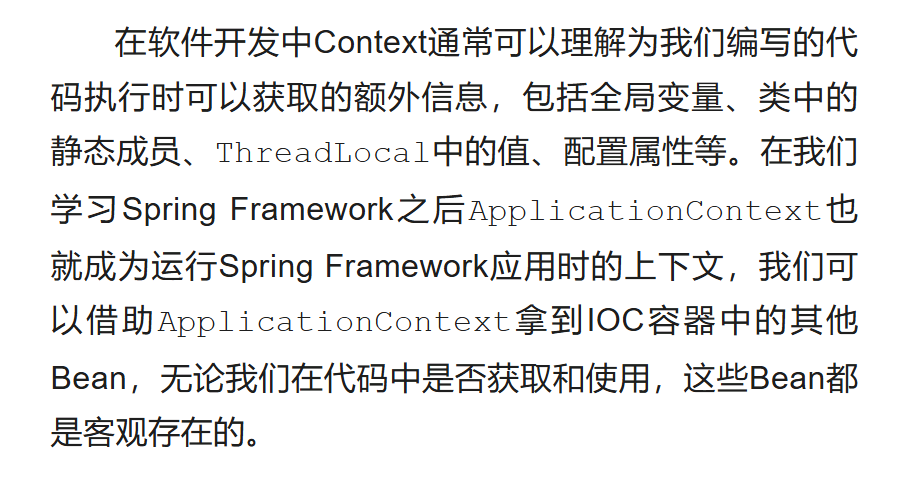 在软件开发中Context通常可以理解为我们编写的代
码执行时可以获取的额外信息，包括全局变量、类中的
静态成员、ThreadLocal中的值、配置属性等。在我们
学习Spring Framework之后ApplicationContext也
就成为运行Spring Framework应用时的上下文，我们可
以借助ApplicationContext拿到IOC容器中的其他
Bean，无论我们在代码中是否获取和使用，这些Bean都
是客观存在的。